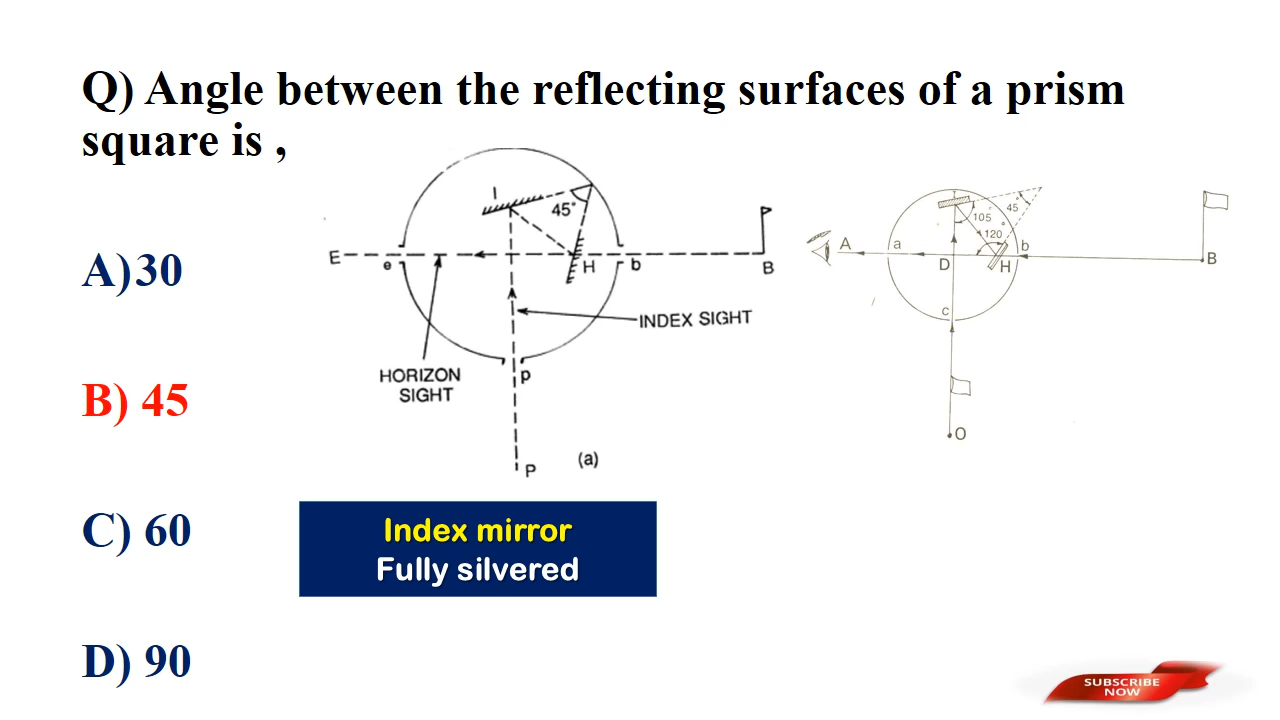 Q) Angle between the reflecting surfaces of a prism
square is ,
A)30
B) 45
C) 60
D) 90
I
45°
E
e
H
b
B
INDEX SIGHT
HORIZON
SIGHT
p
P
(a)
I
45°
105°
120
A
a
b
D
H
B
c
O
Index mirror
Fully silvered
SUBSCRIBE
NOW